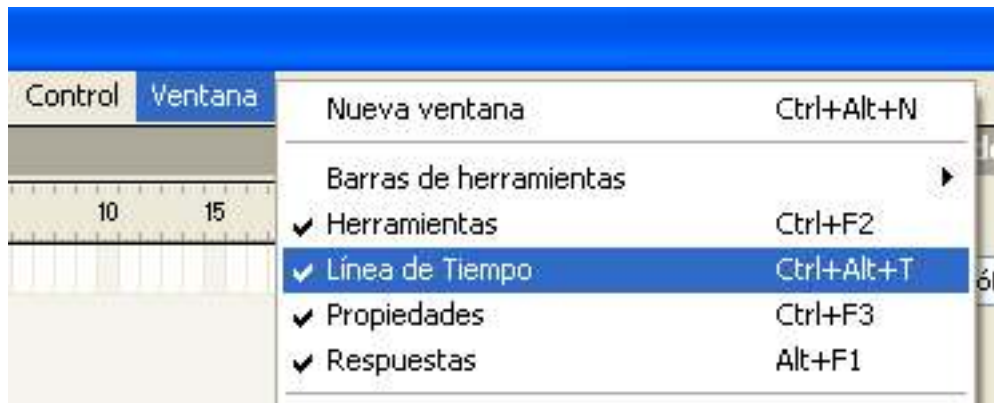 Control Ventana
Nueva ventana Ctrl+Alt+N
Barras de herramientas
10 15
Herramientas Ctrl+F2
Línea de Tiempo Ctrl+Alt+T
Propiedades Ctrl+F3
Respuestas Alt+F1